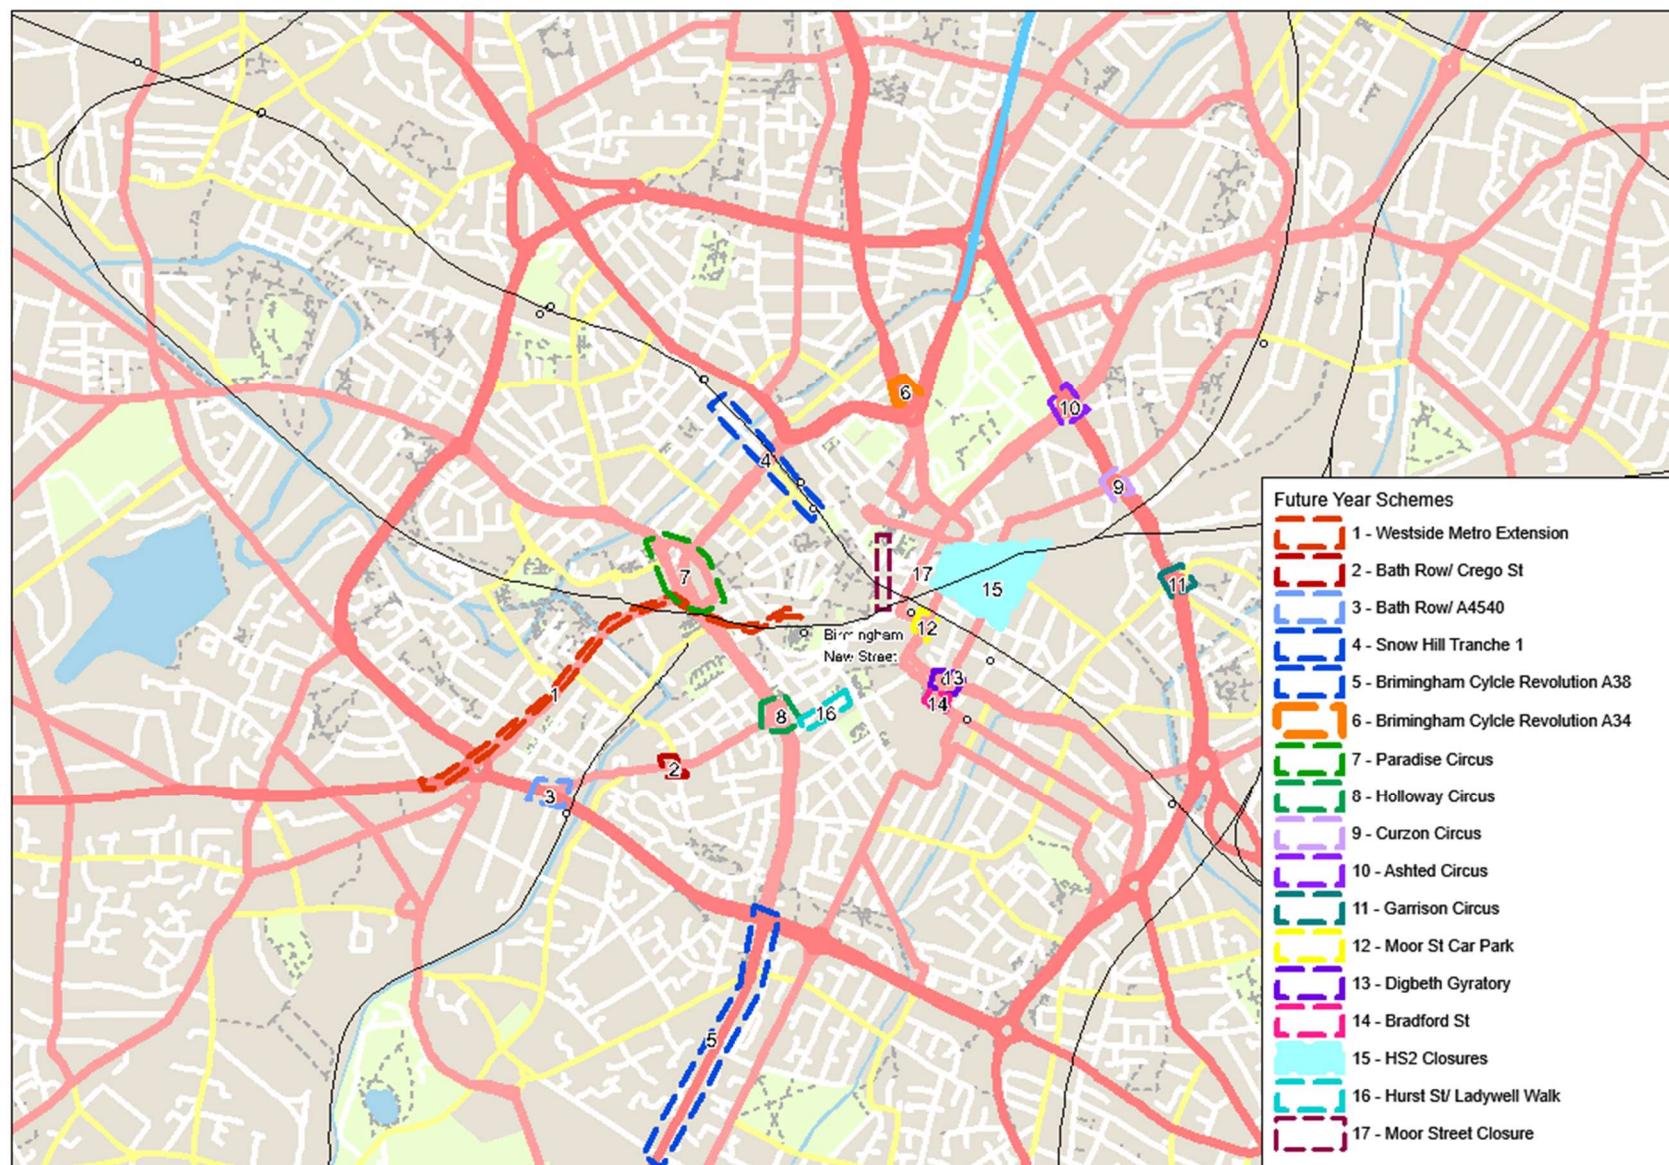 6
10
4
9
7
17
15
11
12
Birmingham
New Street
1
13
14
8
16
2
3
5
Future Year Schemes
1 - Westside Metro Extension
2 - Bath Row/ Crego St
3 - Bath Row/ A4540
4 - Snow Hill Tranche 1
5 - Brimingham Cylcle Revolution A38
6 - Brimingham Cylcle Revolution A34
7 - Paradise Circus
8 - Holloway Circus
9 - Curzon Circus
10 - Ashted Circus
11 - Garrison Circus
12 - Moor St Car Park
13 - Digbeth Gyratory
14 - Bradford St
15 - HS2 Closures
16 - Hurst St/ Ladywell Walk
17 - Moor Street Closure